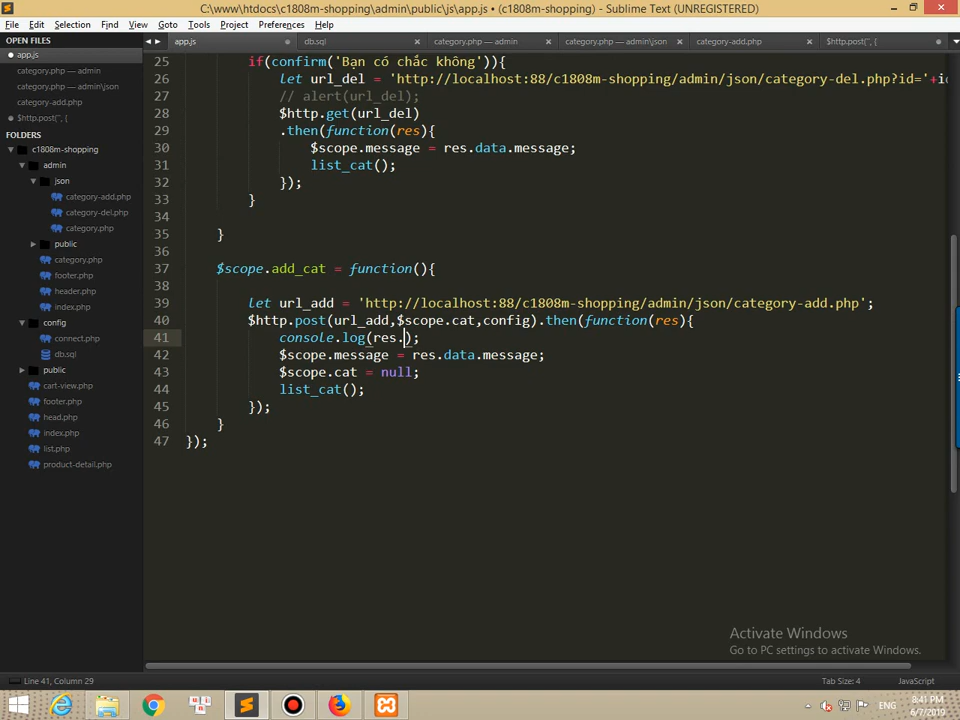 C:\www\htdocs\c1808m-shopping\admin\public\js\app.js • (c1808m-shopping) - Sublime Text (UNREGISTERED)
File Edit Selection Find View Goto Tools Project Preferences Help
OPEN FILES
app.js
category.php — admin
category.php — admin\json
category-add.php
$http.post('', {
FOLDERS
c1808m-shopping
admin
json
category-add.php
category-del.php
category.php
public
category.php
footer.php
header.php
index.php
config
connect.php
db.sql
public
cart-view.php
footer.php
head.php
index.php
list.php
product-detail.php
app.js db.sql category.php — admin category.php — admin\json category-add.php $http.post('', {
25 if(confirm('Bạn có chắc không')){
26 let url_del = 'http://localhost:88/c1808m-shopping/admin/json/category-del.php?id='+ic
27 // alert(url_del);
28 $http.get(url_del)
29 .then(function(res){
30 $scope.message = res.data.message;
31 list_cat();
32 });
33 }
34
35 }
36
37 $scope.add_cat = function(){
38
39 let url_add = 'http://localhost:88/c1808m-shopping/admin/json/category-add.php';
40 $http.post(url_add,$scope.cat,config).then(function(res){
41 console.log(res.);
42 $scope.message = res.data.message;
43 $scope.cat = null;
44 list_cat();
45 });
46 }
47 });
Activate Windows
Go to PC settings to activate Windows.
Line 41, Column 29 Tab Size: 4 JavaScript
ENG
8:41 PM
6/7/2019